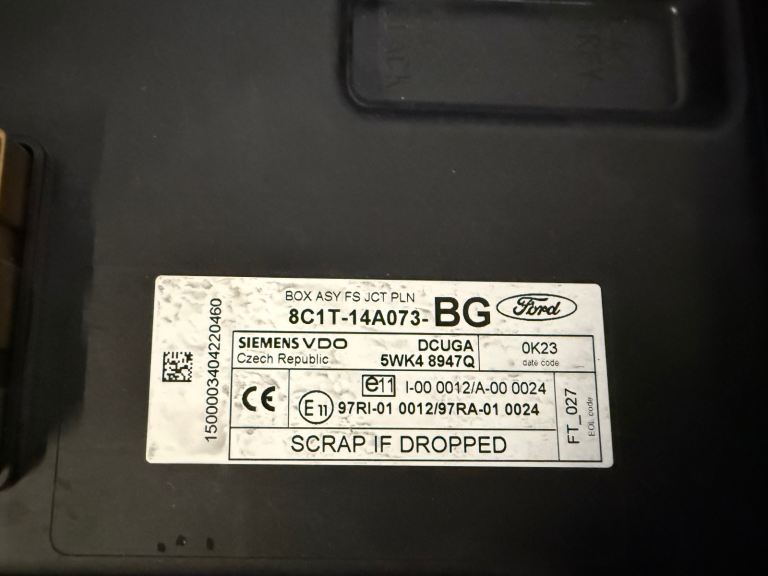 BOX ASY FS JCT PLN
8C1T-14A073-BG
Ford
SIEMENS VDO
Czech Republic
DCUGA
5WK4 8947Q
0K23
date code
CE
e11 I-00 0012/A-00 0024
E11 97RI-01 0012/97RA-01 0024
SCRAP IF DROPPED
FT_027
EOL code
1500003404220460